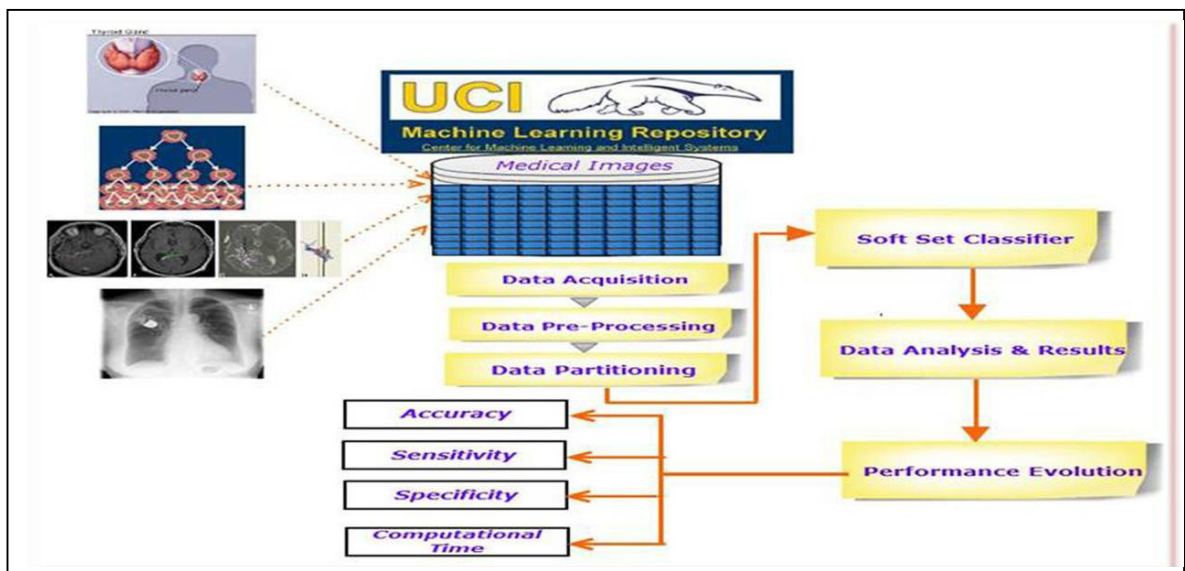 Thyroid Gland
UCI
Machine Learning Repository
Center for Machine Learning and Intelligent Systems
Medical Images
Data Acquisition
Data Pre-Processing
Data Partitioning
Soft Set Classifier
Data Analysis & Results
Performance Evolution
Accuracy
Sensitivity
Specificity
Computational
Time